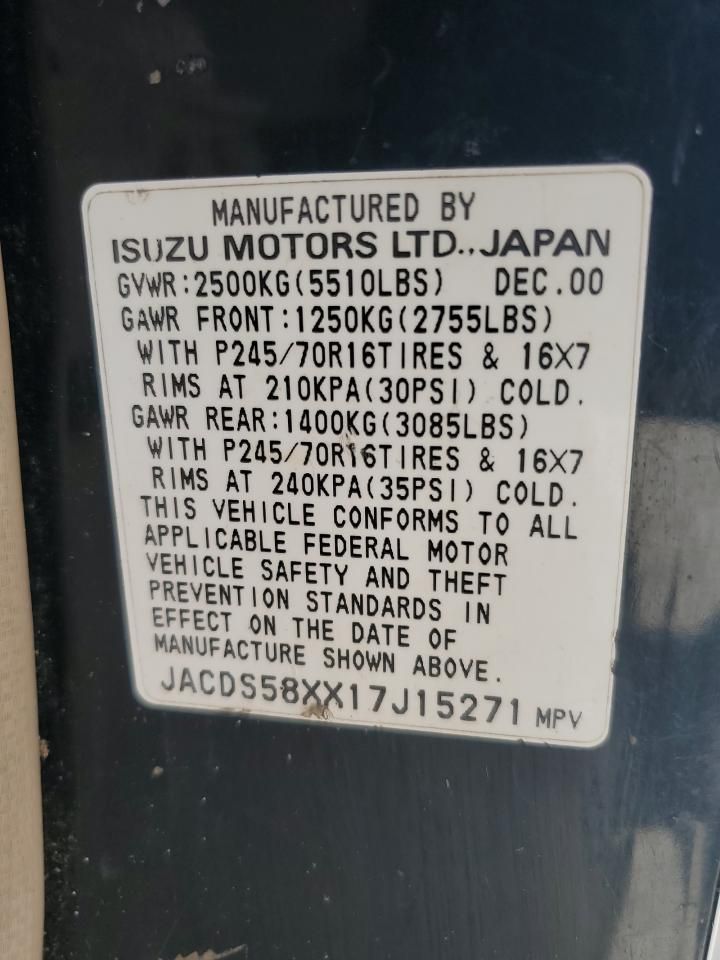 MANUFACTURED BY
ISUZU MOTORS LTD., JAPAN
GVWR:2500KG(5510LBS) DEC.00
GAWR FRONT:1250KG(2755LBS)
WITH P245/70R16TIRES & 16X7
RIMS AT 210KPA(30PSI) COLD.
GAWR REAR:1400KG(3085LBS)
WITH P245/70R16TIRES & 16X7
RIMS AT 240KPA(35PSI) COLD.
THIS VEHICLE CONFORMS TO ALL
APPLICABLE FEDERAL MOTOR
VEHICLE SAFETY AND THEFT
PREVENTION STANDARDS IN
EFFECT ON THE DATE OF
MANUFACTURE SHOWN ABOVE.
JACDS58XX17J15271 MPV